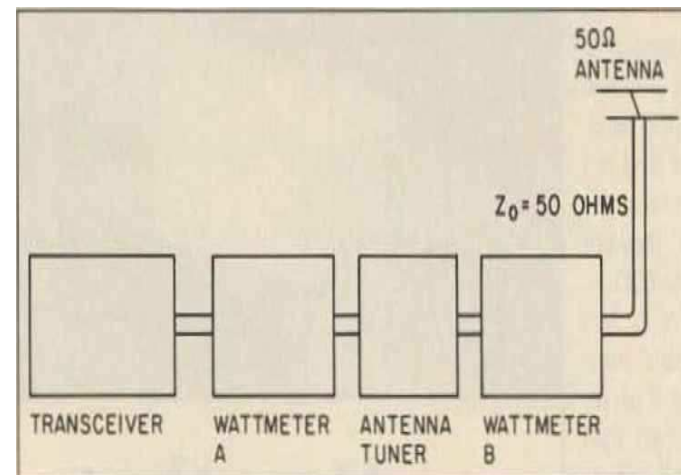 50Ω
ANTENNA
Z₀= 50 OHMS
TRANSCEIVER
WATTMETER
A
ANTENNA
TUNER
WATTMETER
B